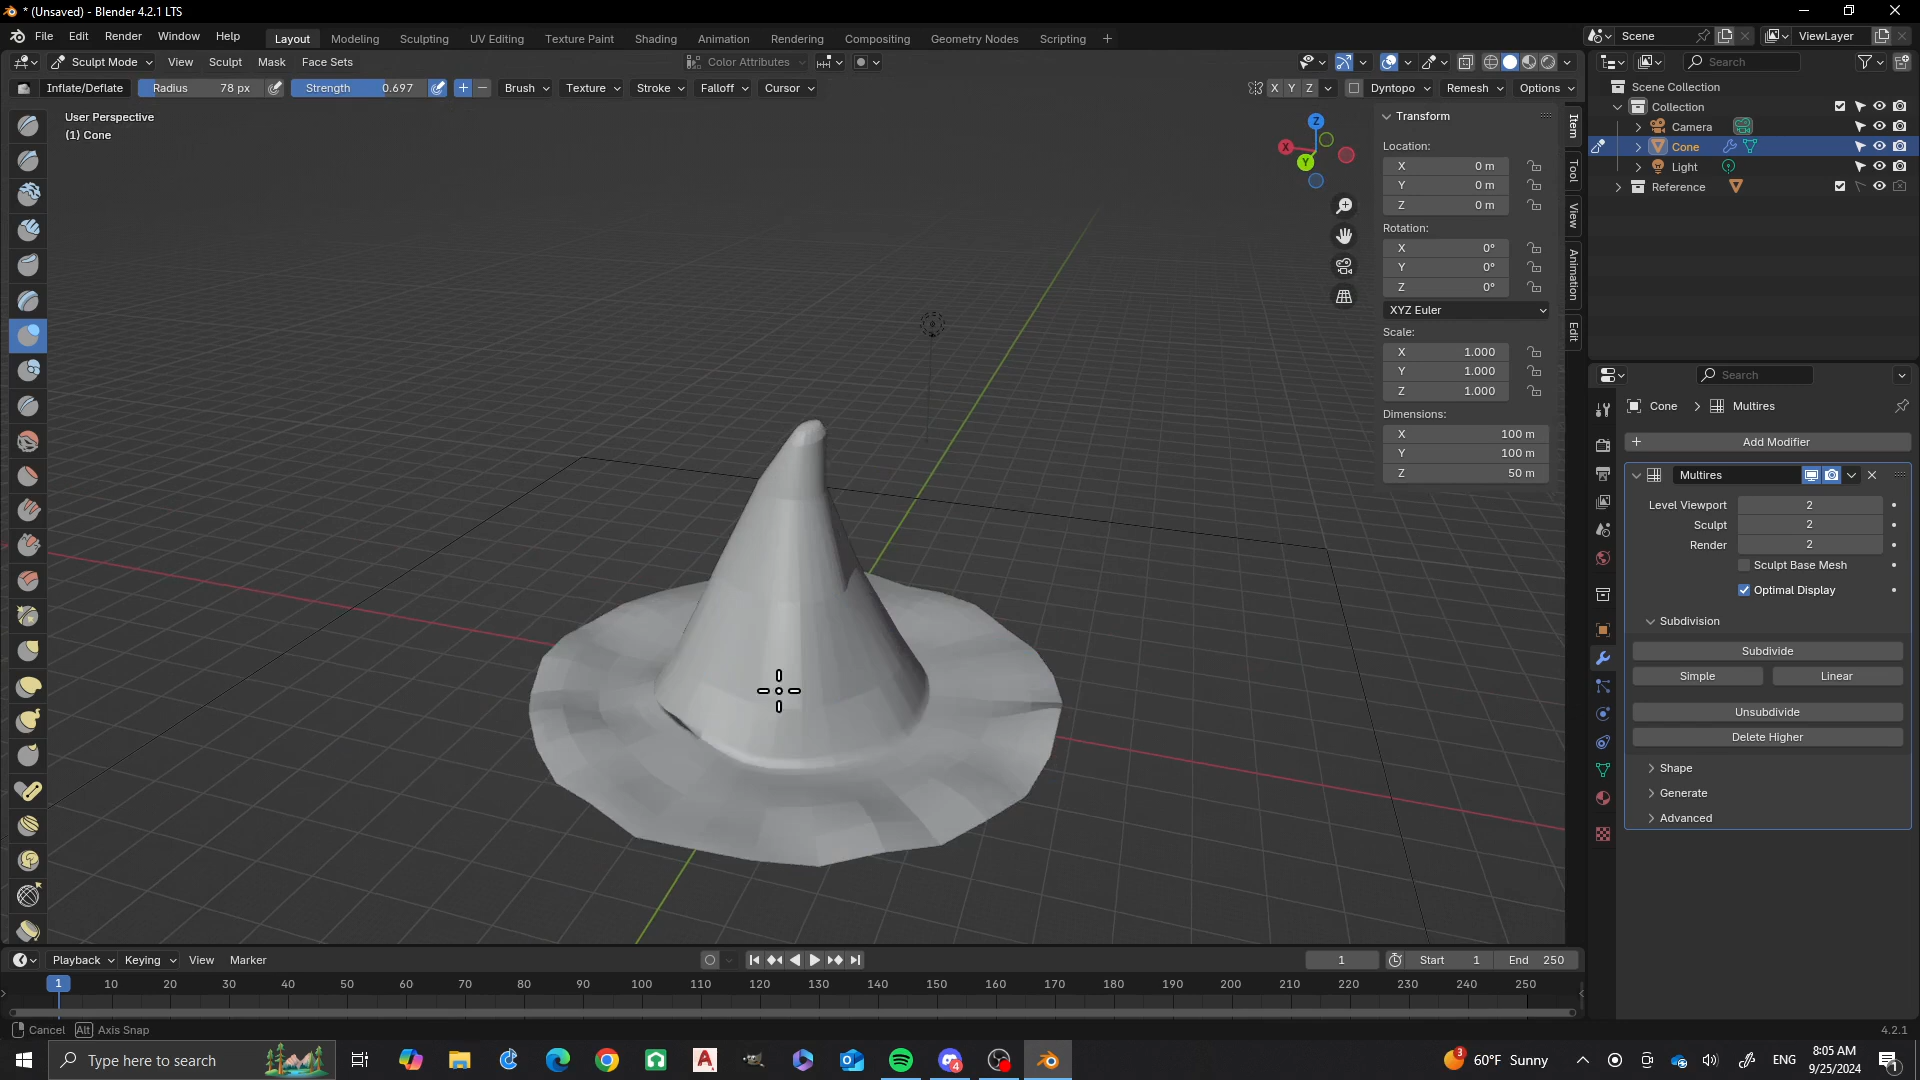 * (Unsaved) - Blender 4.2.1 LTS
File Edit Render Window Help
Layout Modeling Sculpting UV Editing Texture Paint Shading Animation Rendering Compositing Geometry Nodes Scripting +
Scene ViewLayer
Sculpt Mode View Sculpt Mask Face Sets Color Attributes
Search
Inflate/Deflate Radius 78 px Strength 0.697 + − Brush Texture Stroke Falloff Cursor X Y Z Dyntopo Remesh Options
User Perspective
(1) Cone
Z
X
Y
Transform
Location:
X 0 m
Y 0 m
Z 0 m
Rotation:
X 0°
Y 0°
Z 0°
XYZ Euler
Scale:
X 1.000
Y 1.000
Z 1.000
Dimensions:
X 100 m
Y 100 m
Z 50 m
Item
Tool
View
Animation
Edit
Scene Collection
Collection
Camera
Cone
Light
Reference
Search
Cone > Multires
+ Add Modifier
Multires
Level Viewport 2
Sculpt 2
Render 2
Sculpt Base Mesh
Optimal Display
Subdivision
Subdivide
Simple Linear
Unsubdivide
Delete Higher
Shape
Generate
Advanced
Playback Keying View Marker 1 Start 1 End 250
1 10 20 30 40 50 60 70 80 90 100 110 120 130 140 150 160 170 180 190 200 210 220 230 240 250
Cancel Alt Axis Snap 4.2.1
Type here to search
4
3 60°F Sunny ENG 8:05 AM
9/25/2024
1